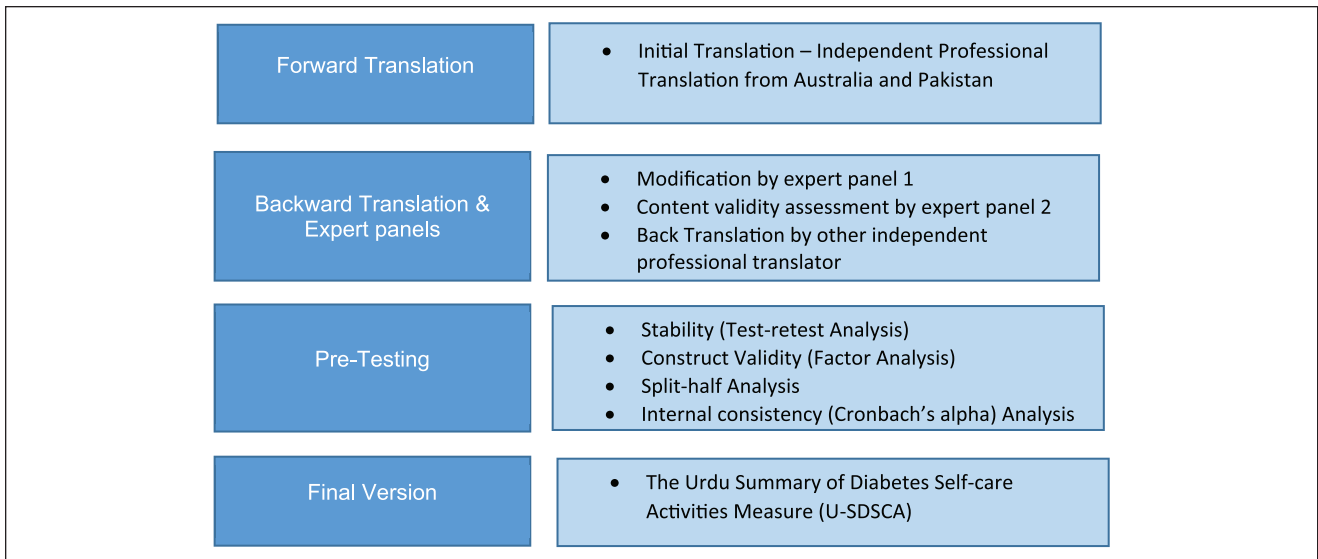 Forward Translation
• Initial Translation – Independent Professional
Translation from Australia and Pakistan
Backward Translation &
Expert panels
• Modification by expert panel 1
• Content validity assessment by expert panel 2
• Back Translation by other independent
professional translator
Pre-Testing
• Stability (Test-retest Analysis)
• Construct Validity (Factor Analysis)
• Split-half Analysis
• Internal consistency (Cronbach's alpha) Analysis
Final Version
• The Urdu Summary of Diabetes Self-care
Activities Measure (U-SDSCA)